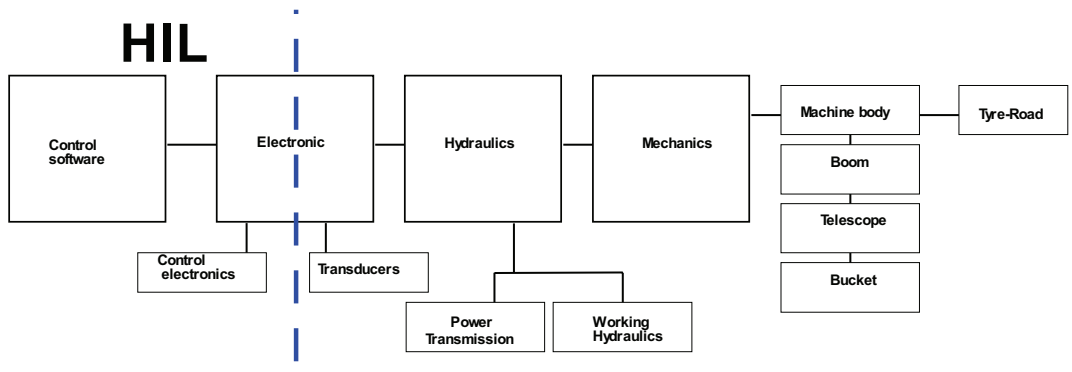 HIL
Control
software
Electronic
Hydraulics
Mechanics
Machine body
Tyre-Road
Boom
Telescope
Bucket
Control
electronics
Transducers
Power
Transmission
Working
Hydraulics